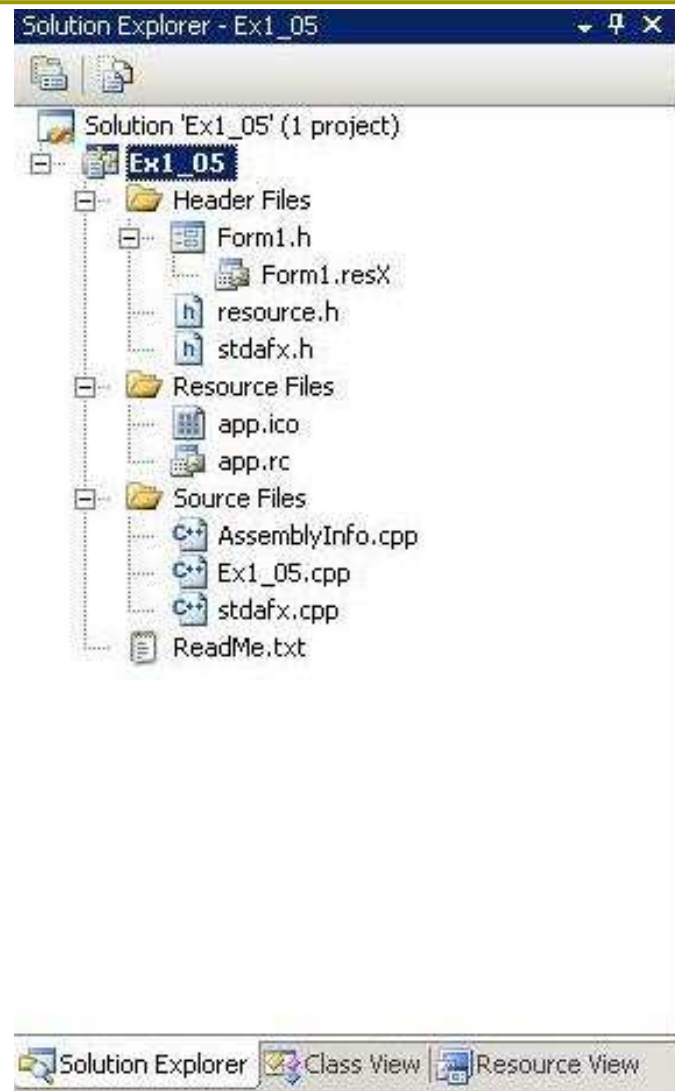 Solution Explorer - Ex1_05
Solution 'Ex1_05' (1 project)
Ex1_05
Header Files
Form1.h
Form1.resX
resource.h
stdafx.h
Resource Files
app.ico
app.rc
Source Files
AssemblyInfo.cpp
Ex1_05.cpp
stdafx.cpp
ReadMe.txt
Solution Explorer Class View Resource View